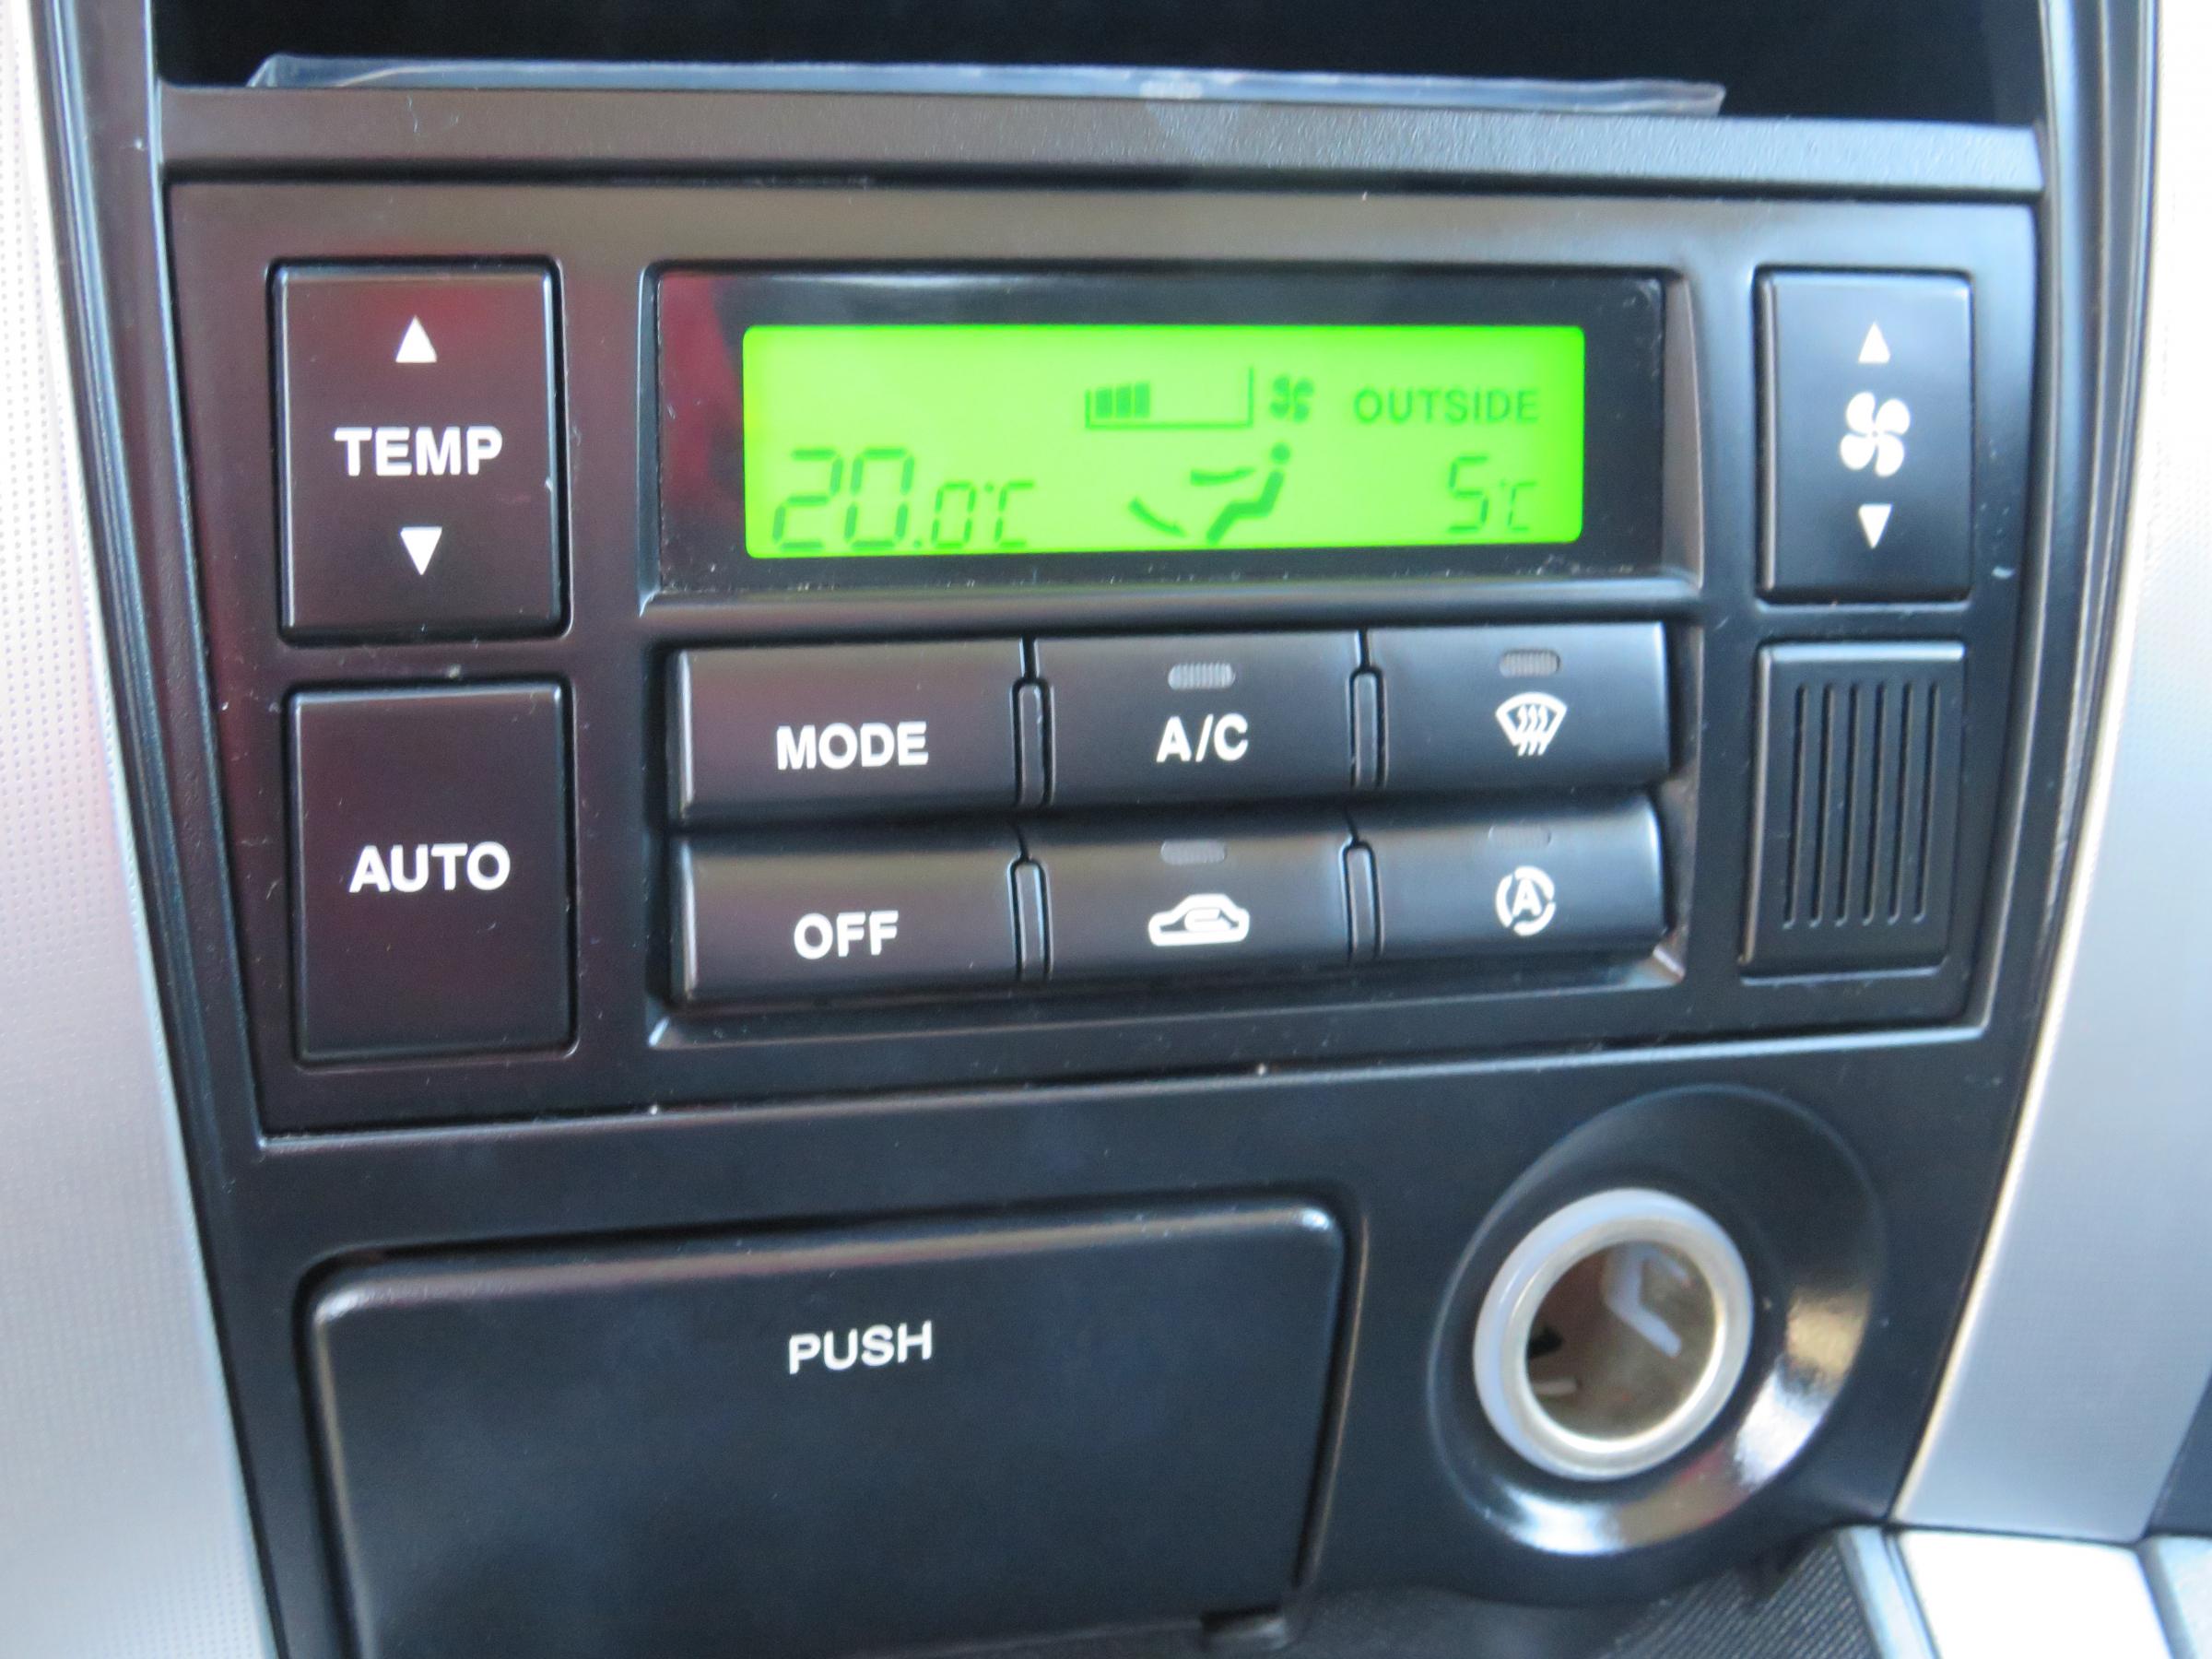 OUTSIDE
20.0°C 5°C
TEMP
MODE
A/C
AUTO
OFF
A
PUSH